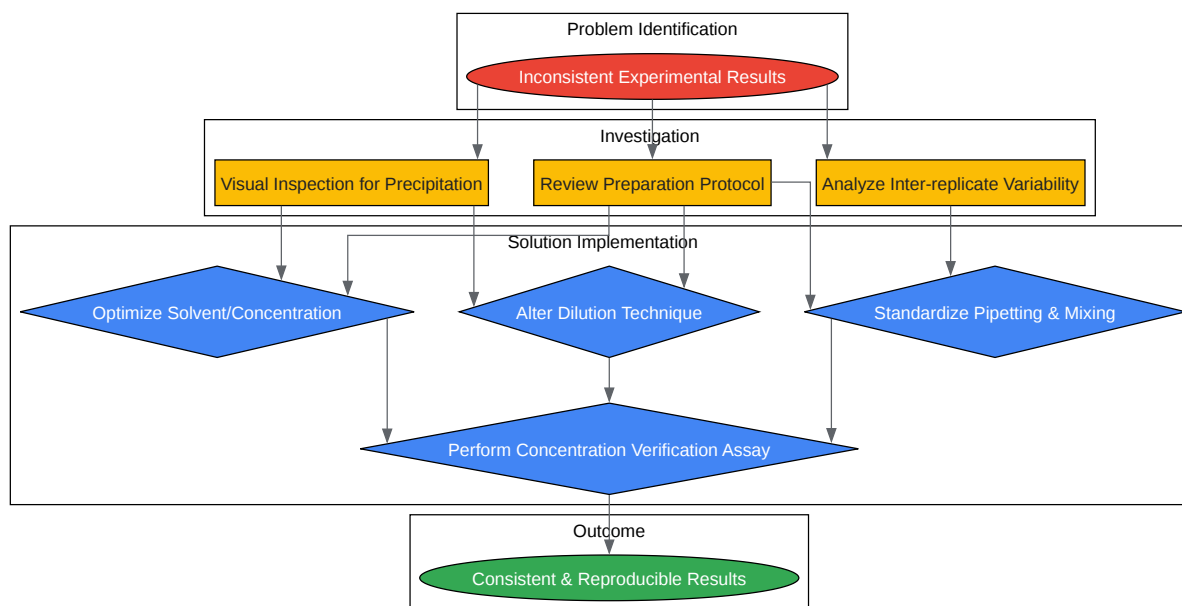 Problem Identification
Inconsistent Experimental Results
Investigation
Visual Inspection for Precipitation
Review Preparation Protocol
Analyze Inter-replicate Variability
Solution Implementation
Optimize Solvent/Concentration
Alter Dilution Technique
Standardize Pipetting & Mixing
Perform Concentration Verification Assay
Outcome
Consistent & Reproducible Results